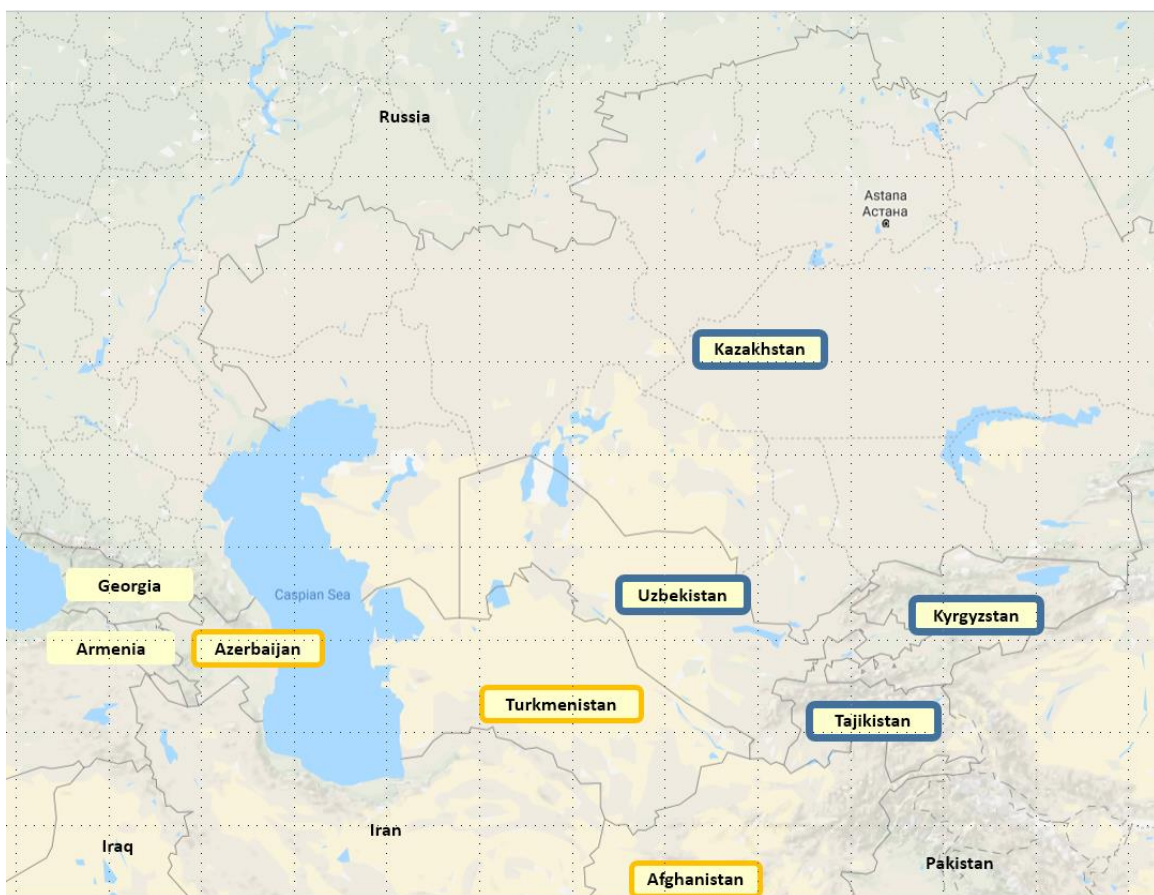 Russia
Astana
Астана
Kazakhstan
Georgia
Caspian Sea
Uzbekistan
Kyrgyzstan
Armenia
Azerbaijan
Turkmenistan
Tajikistan
Iran
Iraq
Pakistan
Afghanistan